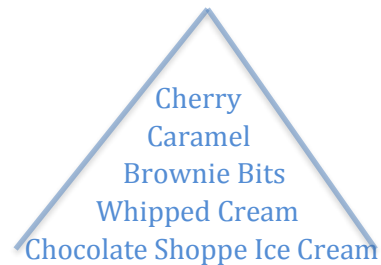 Cherry
Caramel
Brownie Bits
Whipped Cream
Chocolate Shoppe Ice Cream